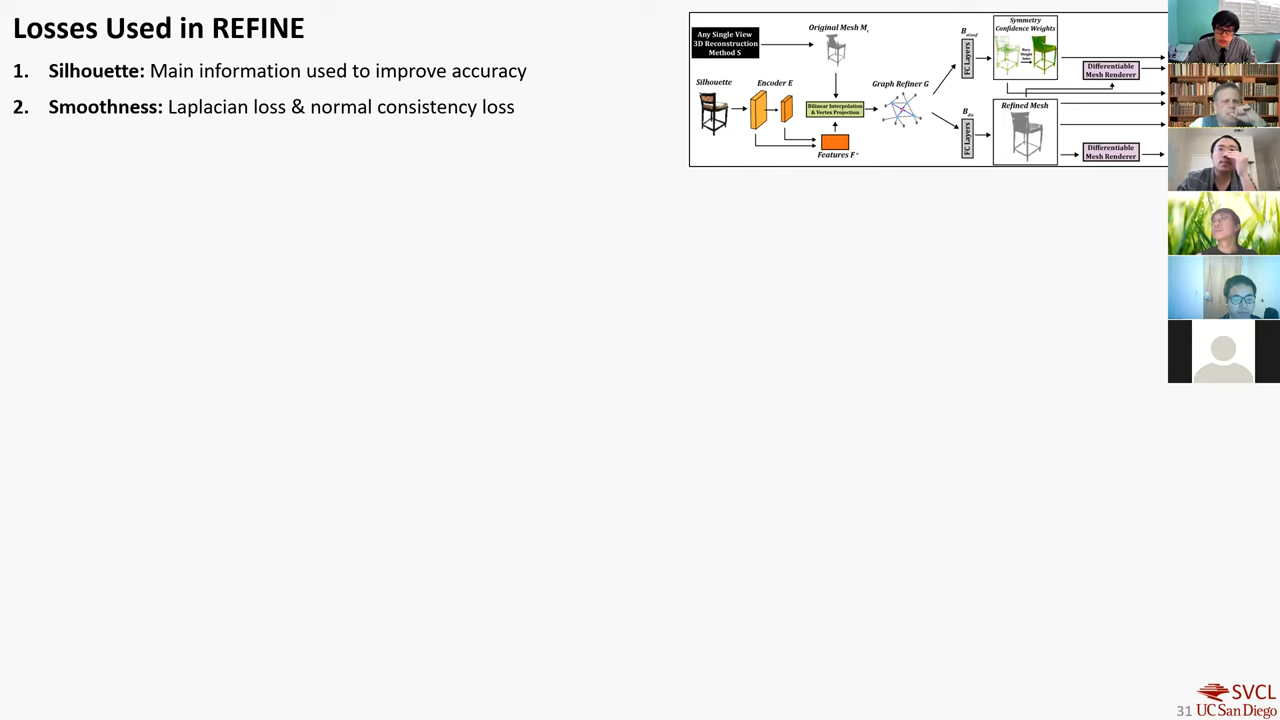 Losses Used in REFINE
1. Silhouette: Main information used to improve accuracy
2. Smoothness: Laplacian loss & normal consistency loss
Any Single View
3D Reconstruction
Method S
Original Mesh M
Silhouette
Encoder E
Bilinear Interpolation
& Vertex Projection
Features F
Graph Refiner G
B
FC Layers
B
FC Layers
Symmetry
Confidence Weights
Refined Mesh
Differentiable
Mesh Renderer
Differentiable
Mesh Renderer
31
SVCL
UC San Diego